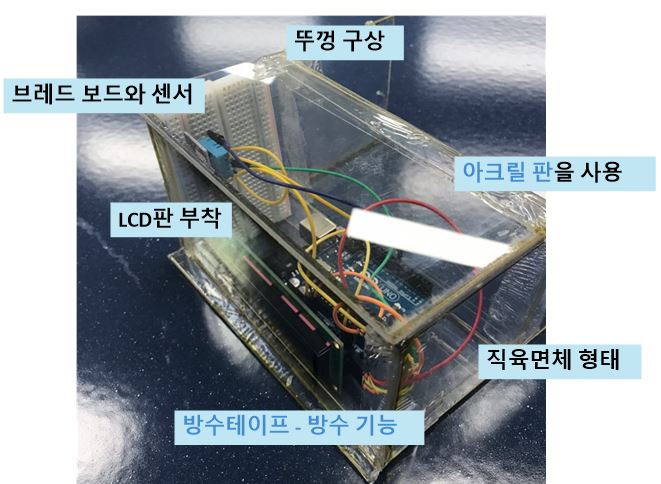 뚜껑 구상
브레드 보드와 센서
아크릴 판을 사용
LCD판 부착
직육면체 형태
방수테이프 - 방수 기능